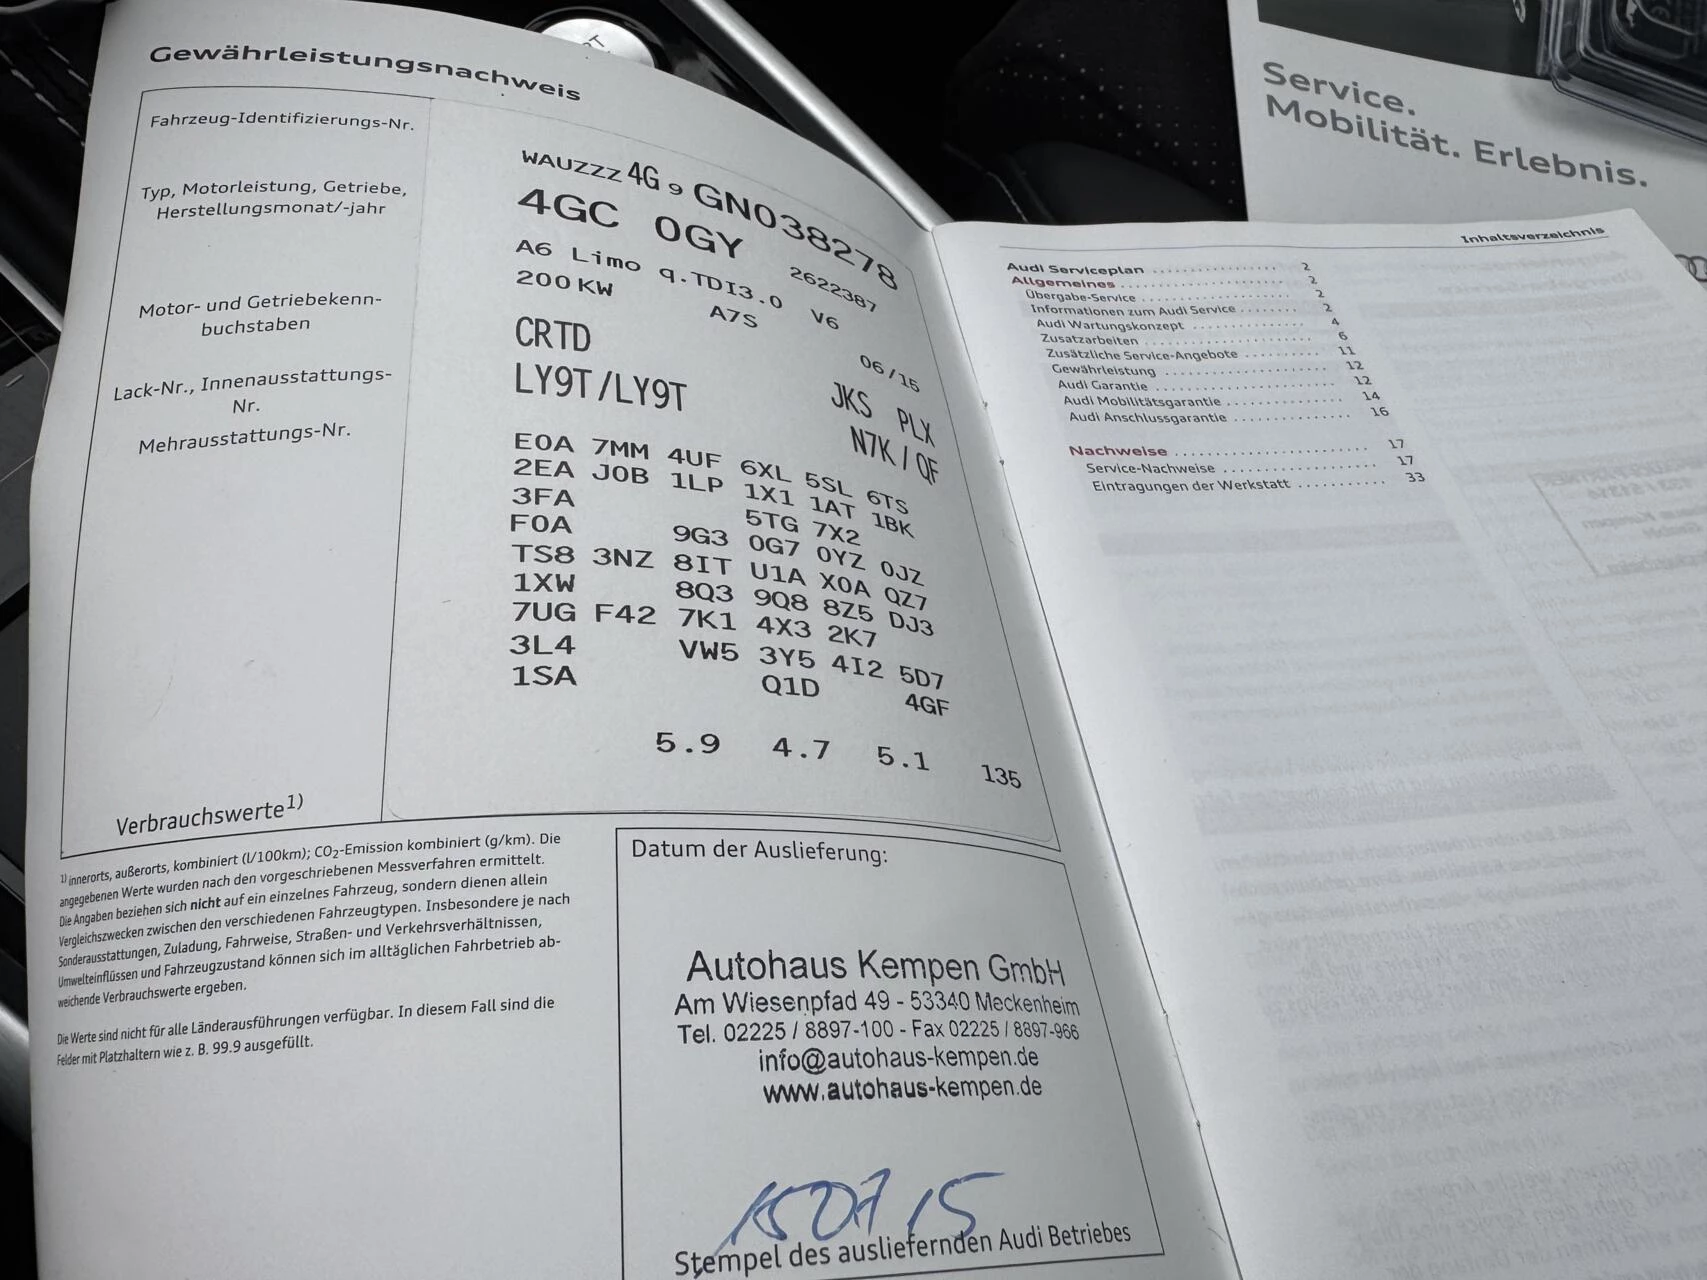 Gewährleistungsnachweis
Fahrzeug-Identifizierungs-Nr.
Typ, Motorleistung, Getriebe,
Herstellungsmonat/-jahr
Motor- und Getriebekenn-
buchstaben
Lack-Nr., Innenausstattungs-
Nr.
Mehrausstattungs-Nr.
Verbrauchswerte1)
WAUZZZ 4G 9 GN038278
4GC 0GY 2622387
A6 Limo q.TDI3.0 V6
200 KW A7S 06/15
CRTD JKS PLX
LY9T/LY9T N7K / QF
E0A 7MM 4UF 6XL 5SL 6TS
2EA J0B 1LP 1X1 1AT 1BK
3FA 5TG 7X2
F0A 9G3 0G7 0YZ 0JZ
TS8 3NZ 8IT U1A X0A QZ7
1XW 8Q3 9Q8 8Z5 DJ3
7UG F42 7K1 4X3 2K7
3L4 VW5 3Y5 4I2 5D7
1SA Q1D 4GF
5.9 4.7 5.1 135
1) innerorts, außerorts, kombiniert (l/100km); CO2-Emission kombiniert (g/km). Die
angegebenen Werte wurden nach den vorgeschriebenen Messverfahren ermittelt.
Die Angaben beziehen sich nicht auf ein einzelnes Fahrzeug, sondern dienen allein
Vergleichszwecken zwischen den verschiedenen Fahrzeugtypen. Insbesondere je nach
Sonderausstattungen, Zuladung, Fahrweise, Straßen- und Verkehrsverhältnissen,
Umwelteinflüssen und Fahrzeugzustand können sich im alltäglichen Fahrbetrieb ab-
weichende Verbrauchswerte ergeben.
Die Werte sind nicht für alle Länderausführungen verfügbar. In diesem Fall sind die
Felder mit Platzhaltern wie z. B. 99.9 ausgefüllt.
Datum der Auslieferung:
Autohaus Kempen GmbH
Am Wiesenpfad 49 - 53340 Meckenheim
Tel. 02225 / 8897-100 - Fax 02225 / 8897-966
info@autohaus-kempen.de
www.autohaus-kempen.de
15 07 15
Stempel des ausliefernden Audi Betriebes
Service.
Mobilität. Erlebnis.
Inhaltsverzeichnis
Audi Serviceplan ................ 2
Allgemeines ................ 2
Übergabe-Service ................ 2
Informationen zum Audi Service ........ 2
Audi Wartungskonzept ................ 4
Zusatzarbeiten ................ 6
Zusätzliche Service-Angebote .......... 11
Gewährleistung ................ 12
Audi Garantie ................ 12
Audi Mobilitätsgarantie ................ 14
Audi Anschlussgarantie ................ 16
Nachweise ................ 17
Service-Nachweise ................ 17
Eintragungen der Werkstatt ........... 33